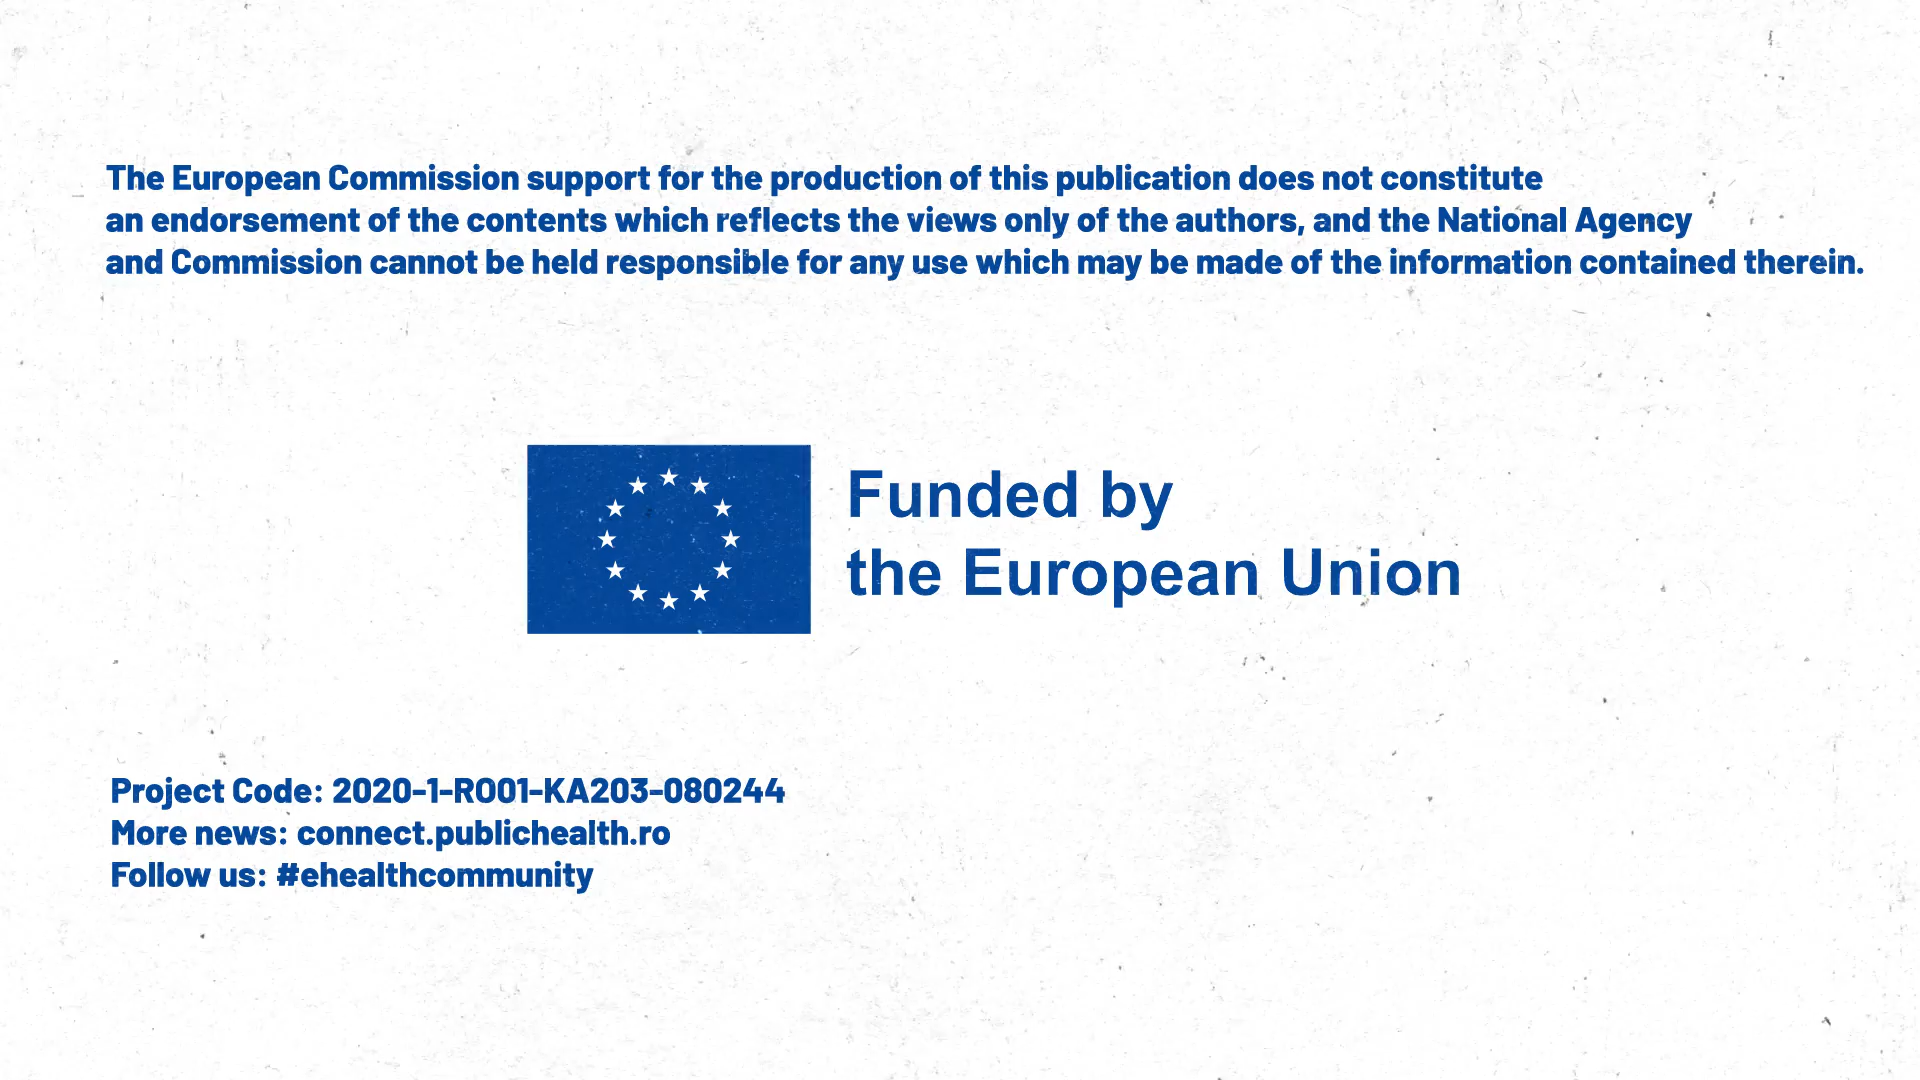 The European Commission support for the production of this publication does not constitute
an endorsement of the contents which reflects the views only of the authors, and the National Agency
and Commission cannot be held responsible for any use which may be made of the information contained therein.
Funded by
the European Union
Project Code: 2020-1-RO01-KA203-080244
More news: connect.publichealth.ro
Follow us: #ehealthcommunity